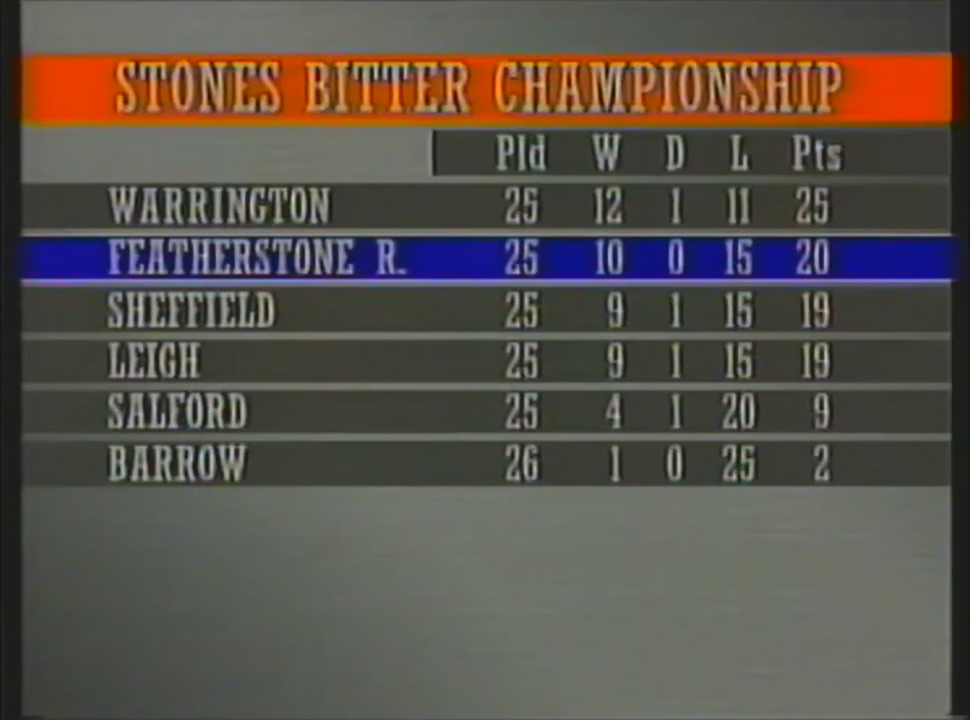 STONES BITTER CHAMPIONSHIP
Pld W D L Pts
WARRINGTON 25 12 1 11 25
FEATHERSTONE R. 25 10 0 15 20
SHEFFIELD 25 9 1 15 19
LEIGH 25 9 1 15 19
SALFORD 25 4 1 20 9
BARROW 26 1 0 25 2